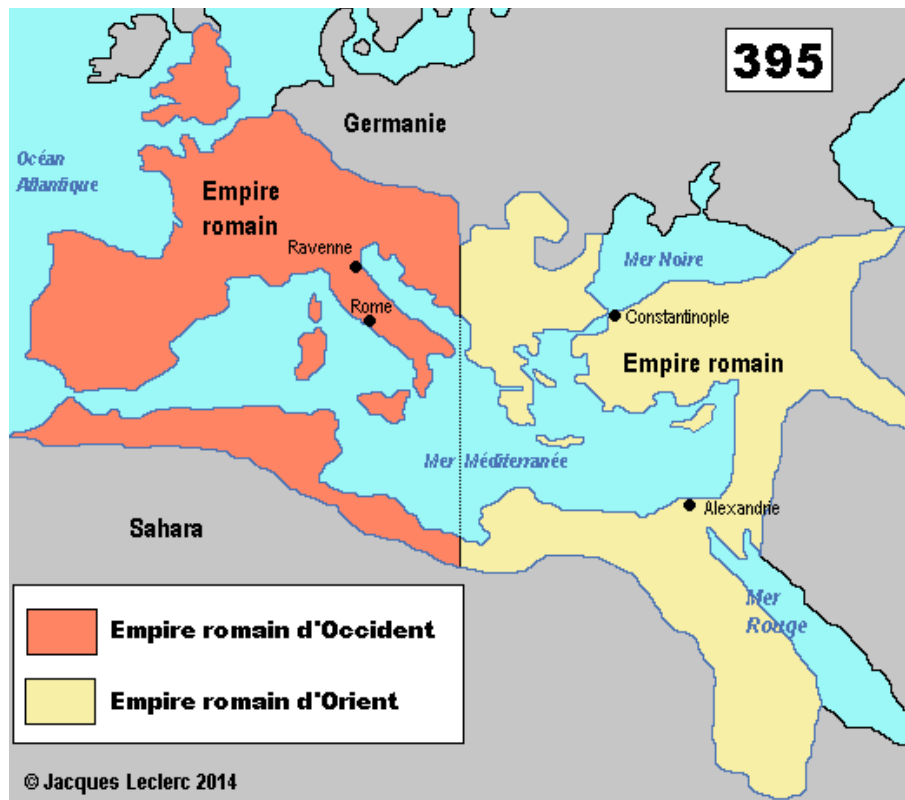 395
Germanie
Océan
Atlantique
Empire
romain
Ravenne
Mer Noire
Rome
Constantinople
Empire romain
Mer Méditerranée
Alexandrie
Sahara
Mer
Rouge
Empire romain d'Occident
Empire romain d'Orient
© Jacques Leclerc 2014